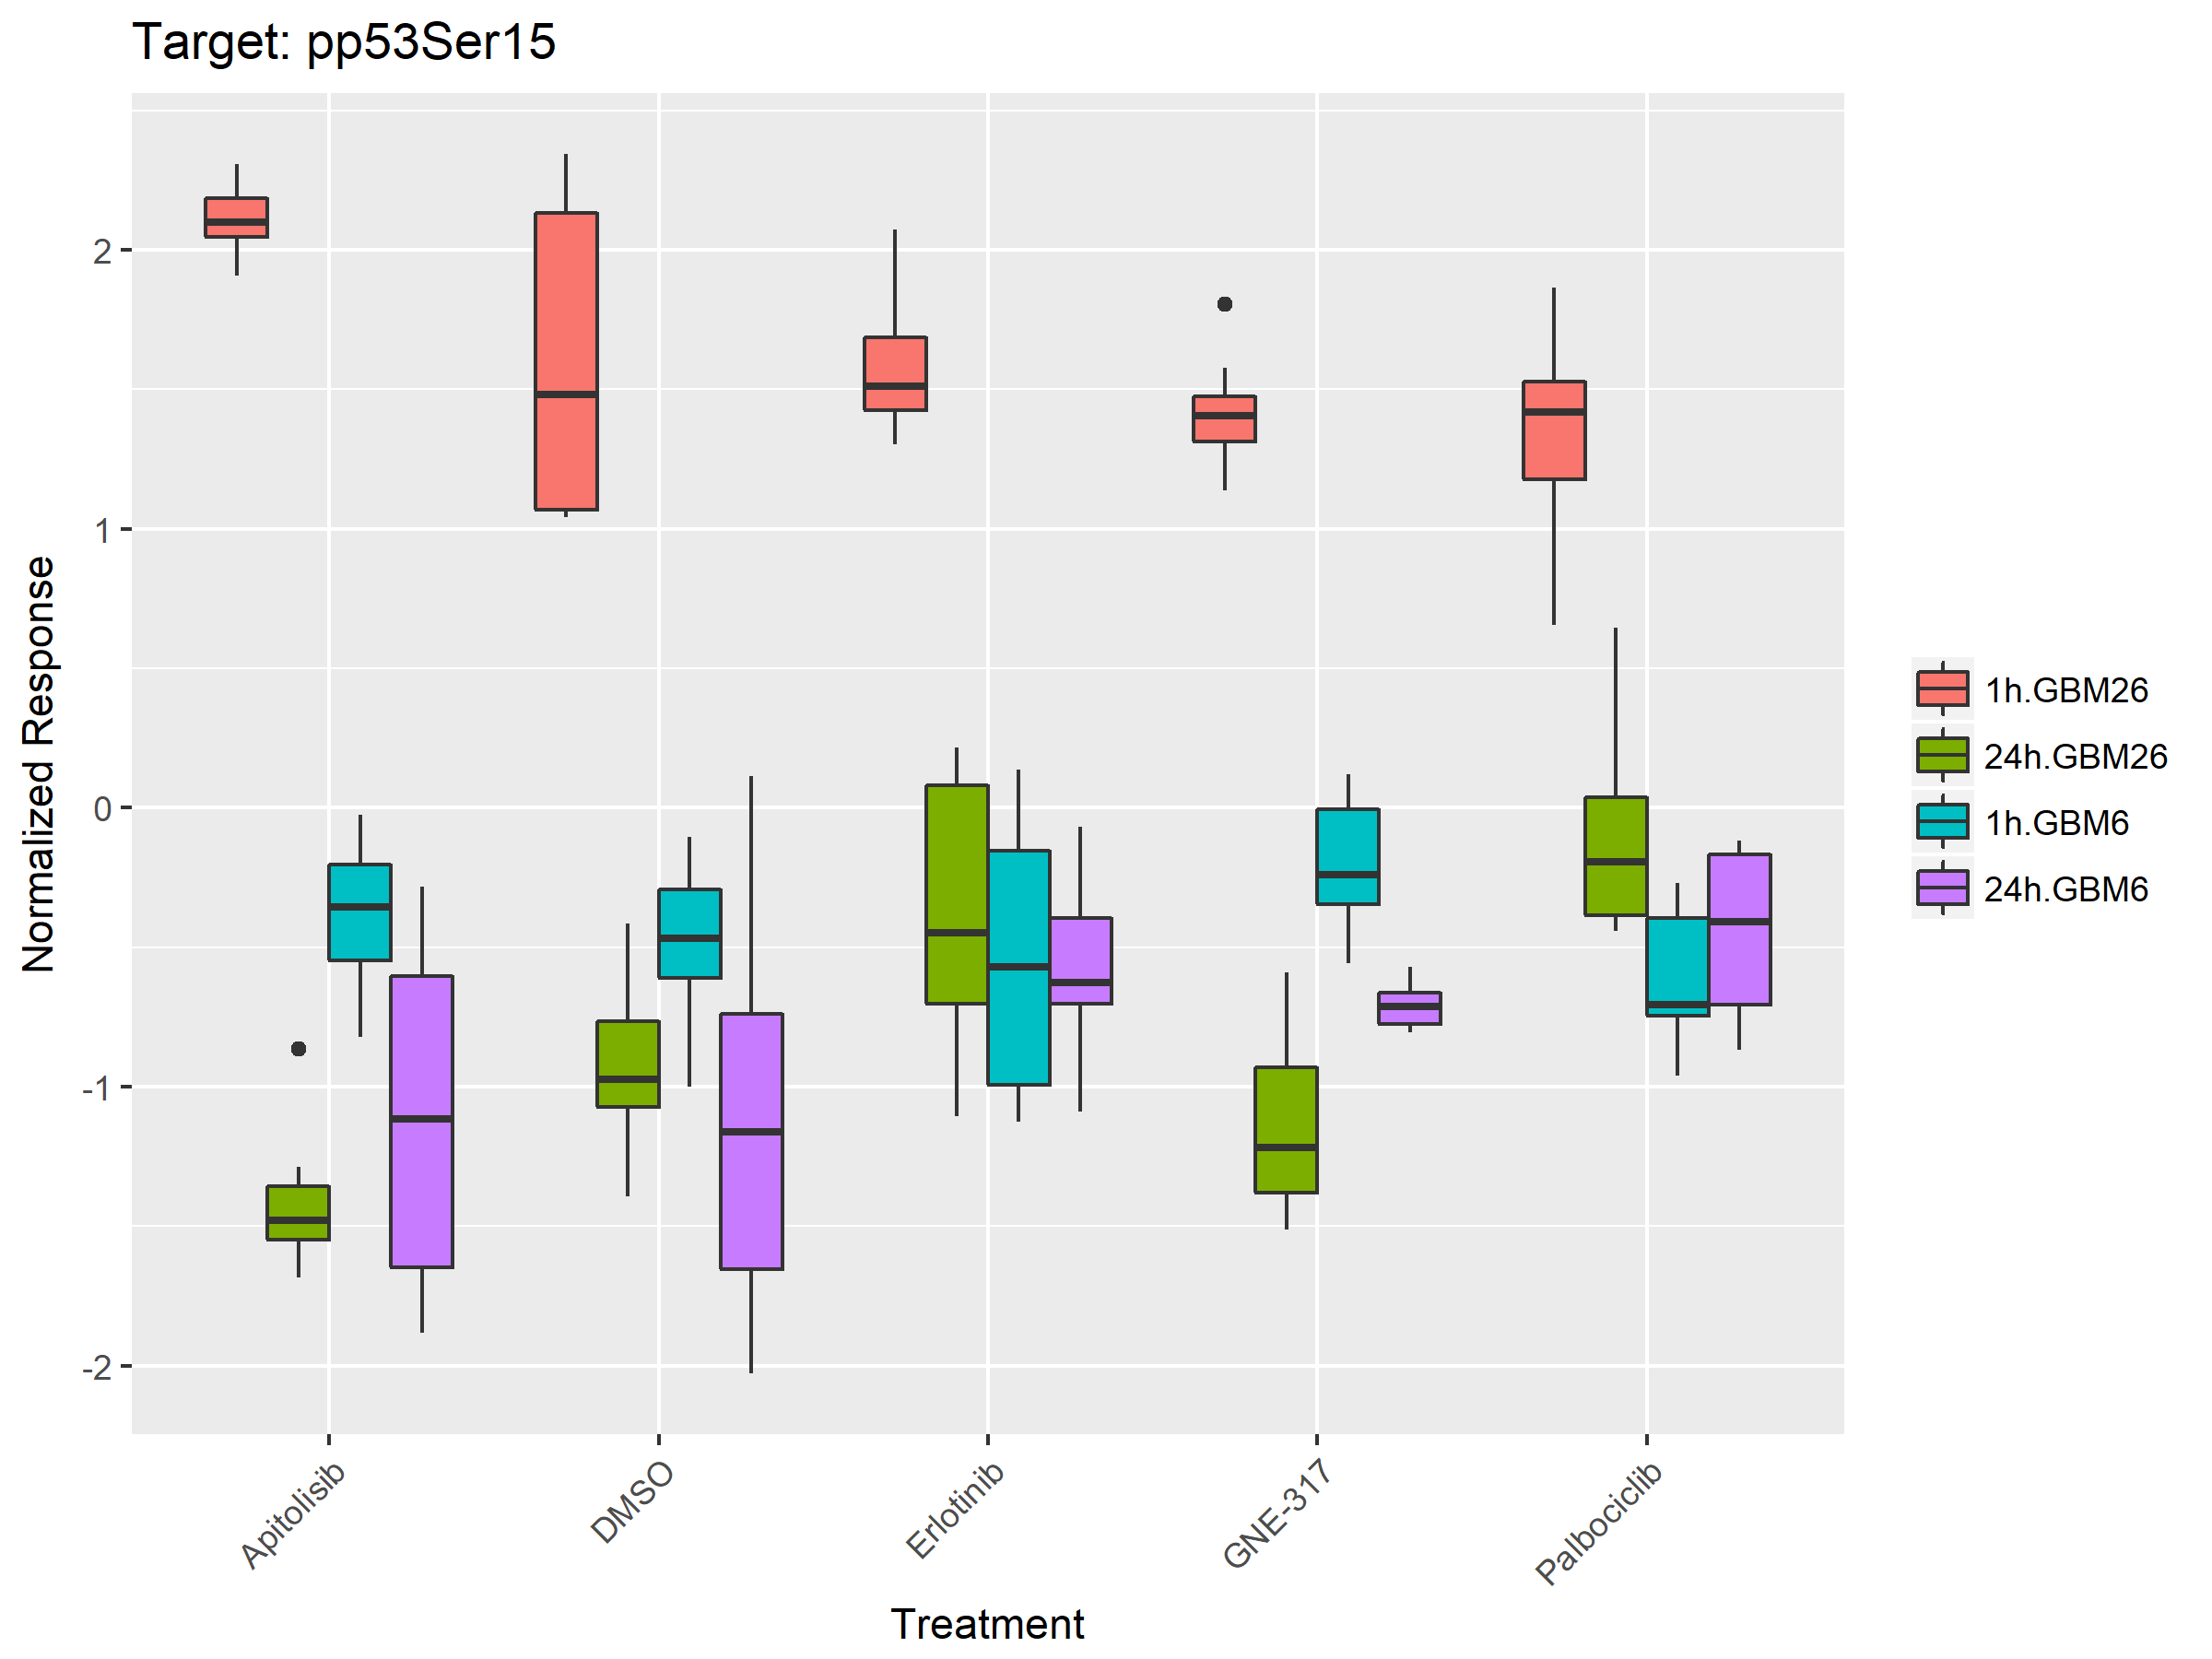 Target: pp53Ser15
Normalized Response
2
1
0
-1
-2
Apitolisib
DMSO
Erlotinib
GNE-317
Palbociclib
Treatment
1h.GBM26
24h.GBM26
1h.GBM6
24h.GBM6